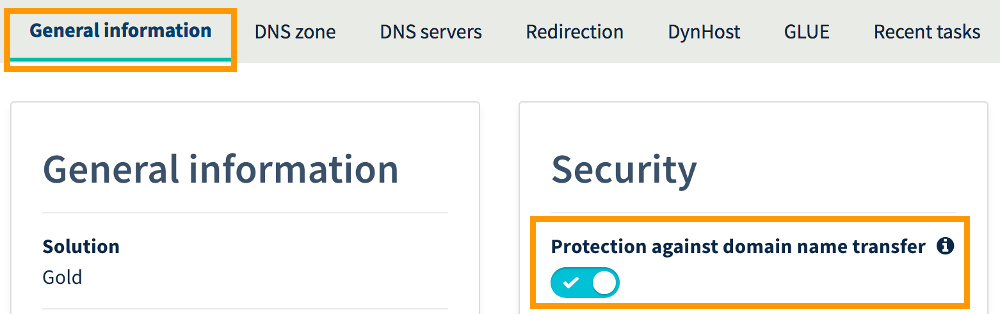 General information DNS zone DNS servers Redirection DynHost GLUE Recent tasks
General information
Solution
Gold
Security
Protection against domain name transfer